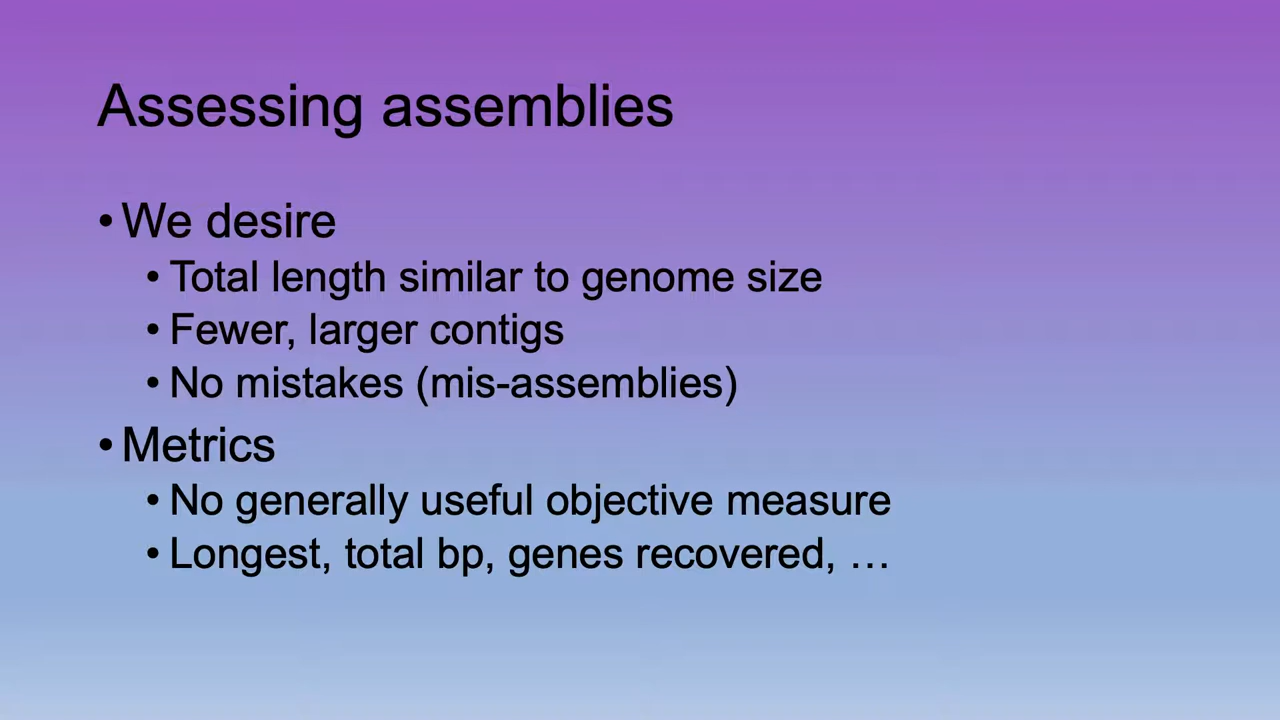 Assessing assemblies
• We desire
• Total length similar to genome size
• Fewer, larger contigs
• No mistakes (mis-assemblies)
• Metrics
• No generally useful objective measure
• Longest, total bp, genes recovered, …